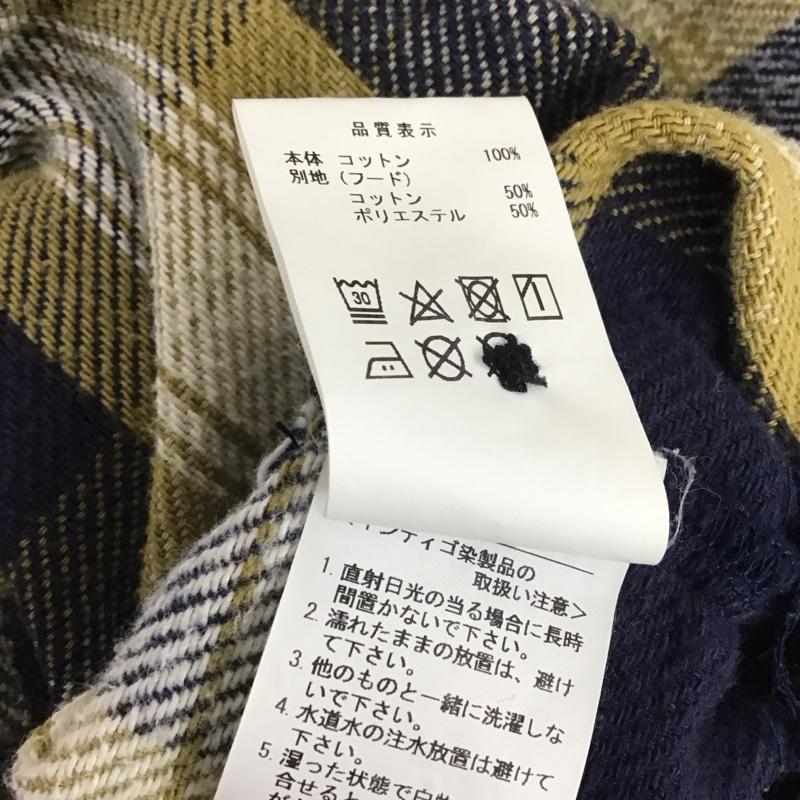 品質表示
本体 コットン 100%
別地 (フード)
コットン 50%
ポリエステル 50%
30
インディゴ染製品の
取扱い注意>
1. 直射日光の当る場合に長時
間置かないで下さい。
2. 濡れたままの放置は、避け
て下さい。
3. 他のものと一緒に洗濯しな
いで下さい。
4. 水道水の注水放置は避けて
下さい。
5. 湿った状態で白物
合せると